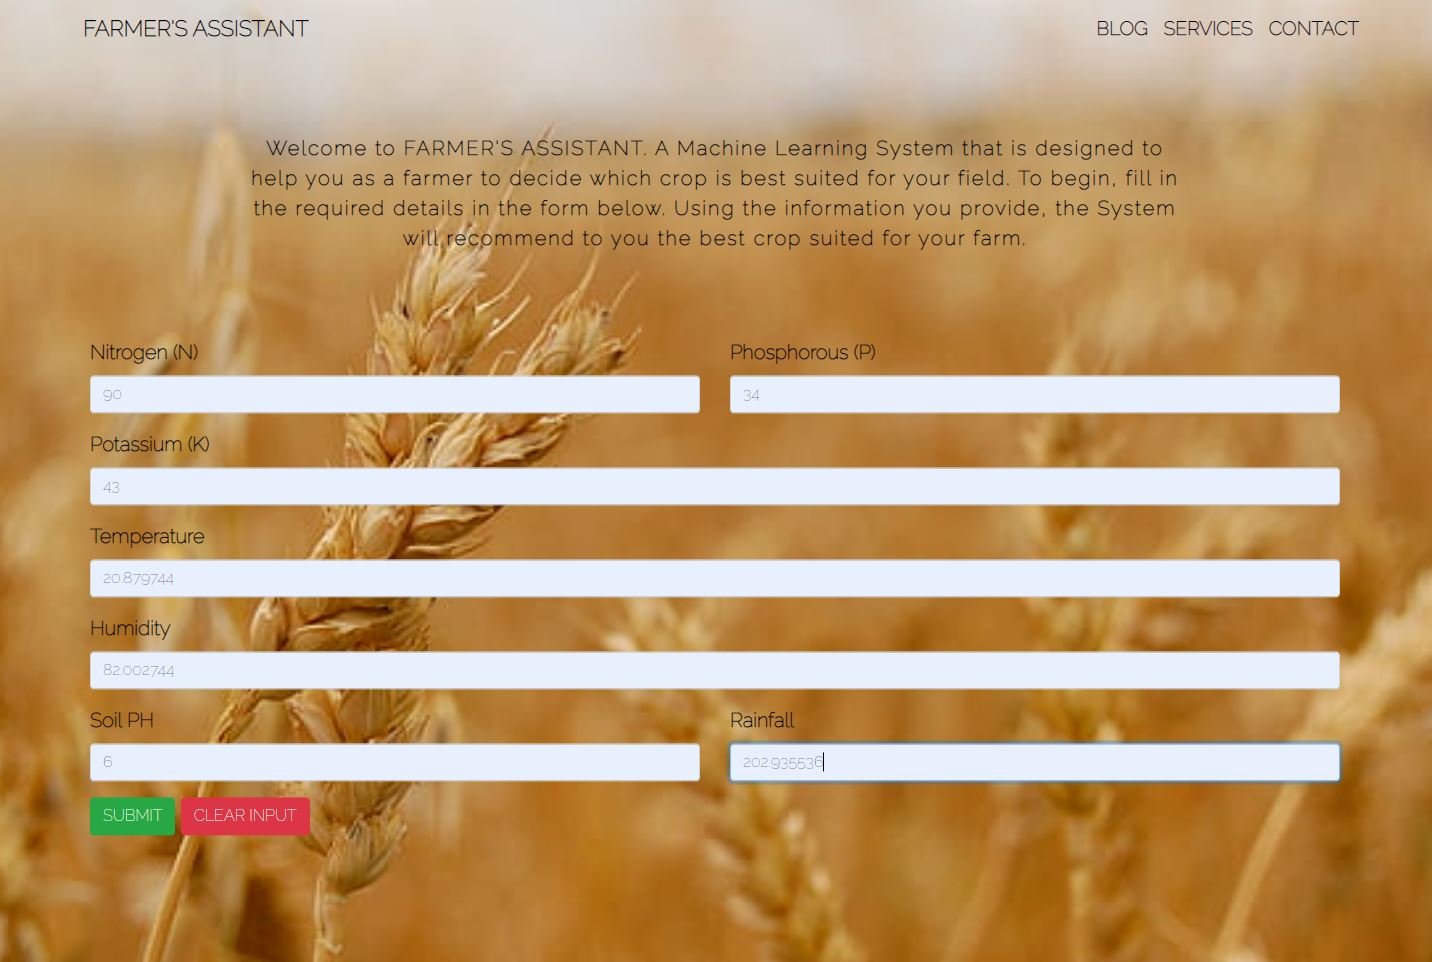 FARMER'S ASSISTANT
BLOG SERVICES CONTACT
Welcome to FARMER'S ASSISTANT. A Machine Learning System that is designed to
help you as a farmer to decide which crop is best suited for your field. To begin, fill in
the required details in the form below. Using the information you provide, the System
will recommend to you the best crop suited for your farm.
Nitrogen (N)
Phosphorous (P)
90
34
Potassium (K)
43
Temperature
20.879744
Humidity
82.002744
Soil PH
Rainfall
6
202.935536
SUBMIT CLEAR INPUT